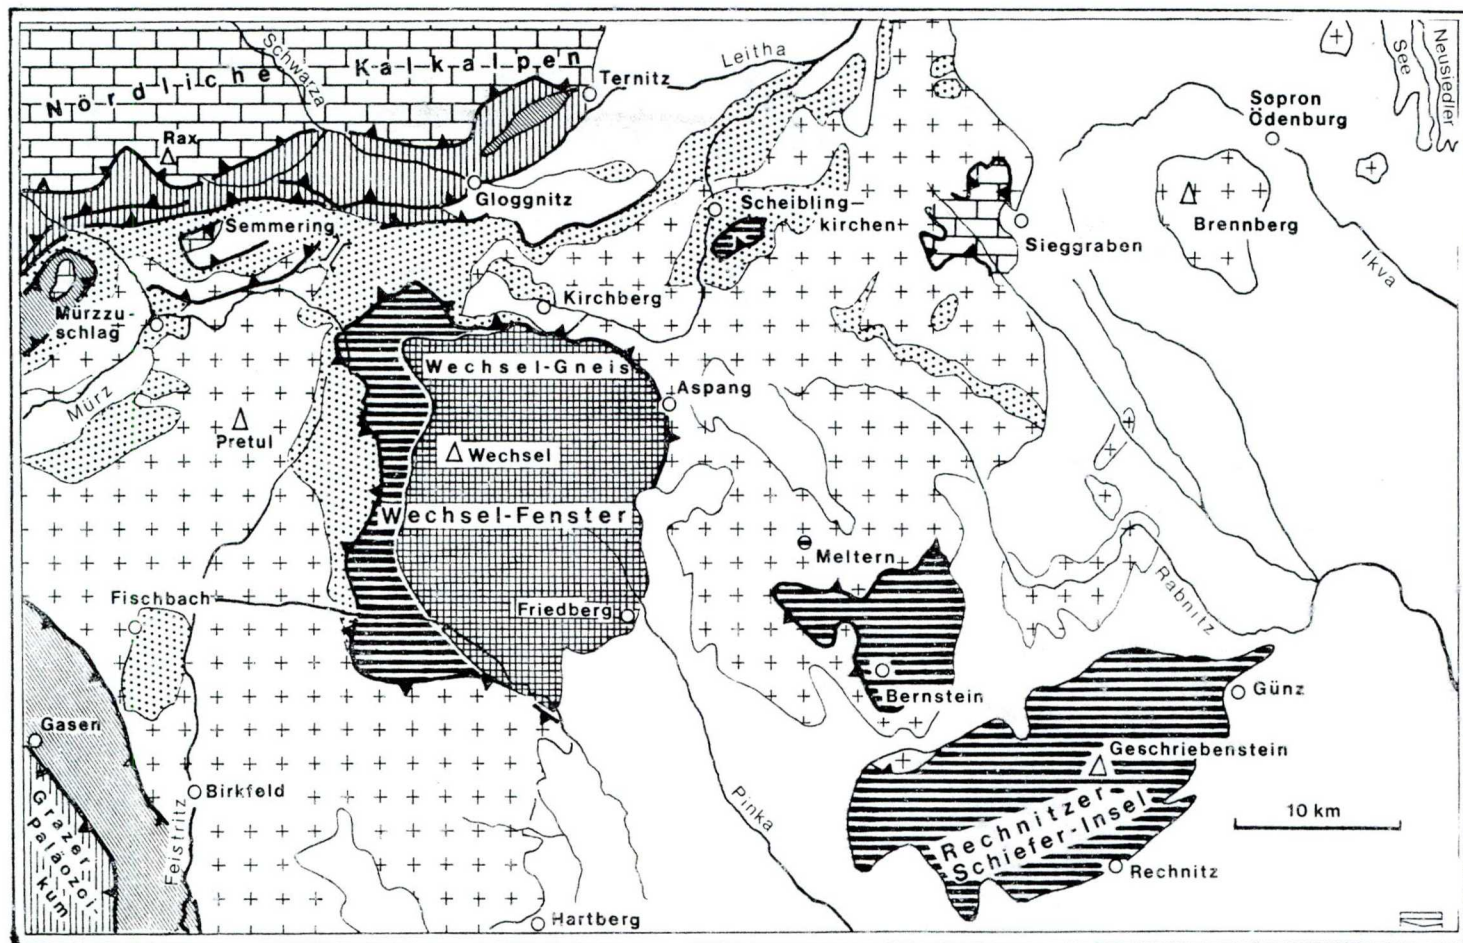 Nördliche Kalkalpen
Schwarza
Leitha
Ternitz
Neusiedler
See
Sopron
Ödenburg
Rax
Gloggnitz
Scheibling-
kirchen
Semmering
Sieggraben
Brennberg
Ikva
Kirchberg
Mürzzu-
schlag
Mürz
Wechsel-Gneis
Aspang
Pretul
Wechsel
Wechsel-Fenster
Meltern
Rabnitz
Fischbach
Friedberg
Bernstein
Günz
Gasen
Geschriebenstein
Birkfeld
Feistritz
Pinka
10 km
Grazer
Paläozoi-
kum
Rechnitzer
Schiefer-Insel
Rechnitz
Hartberg